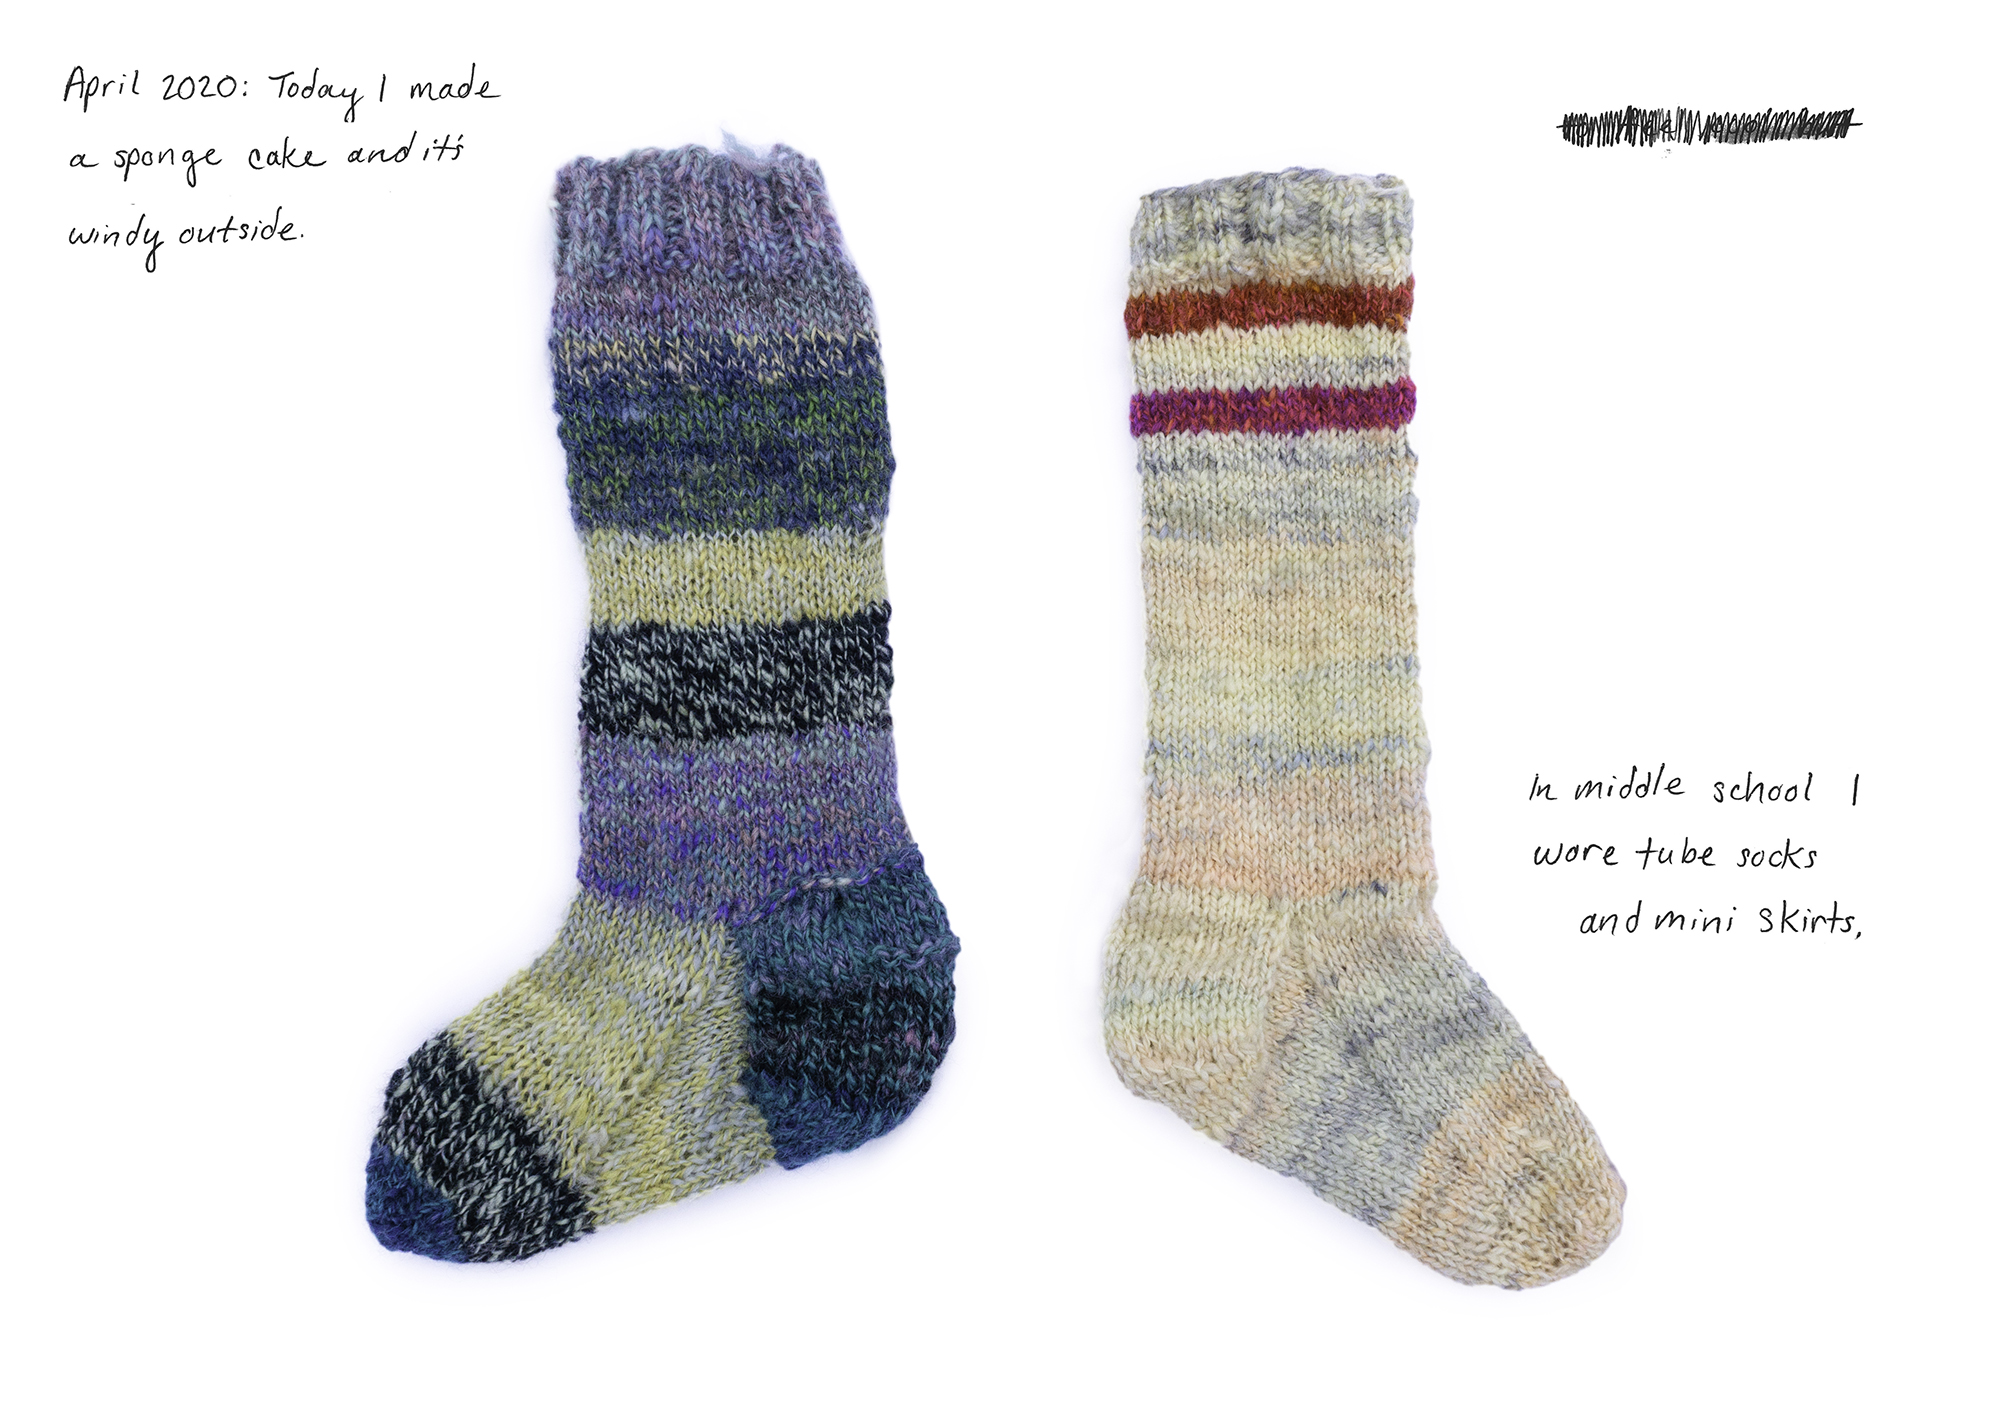 April 2020: Today I made
a sponge cake and it's
windy outside.
In middle school I
wore tube socks
and mini skirts,